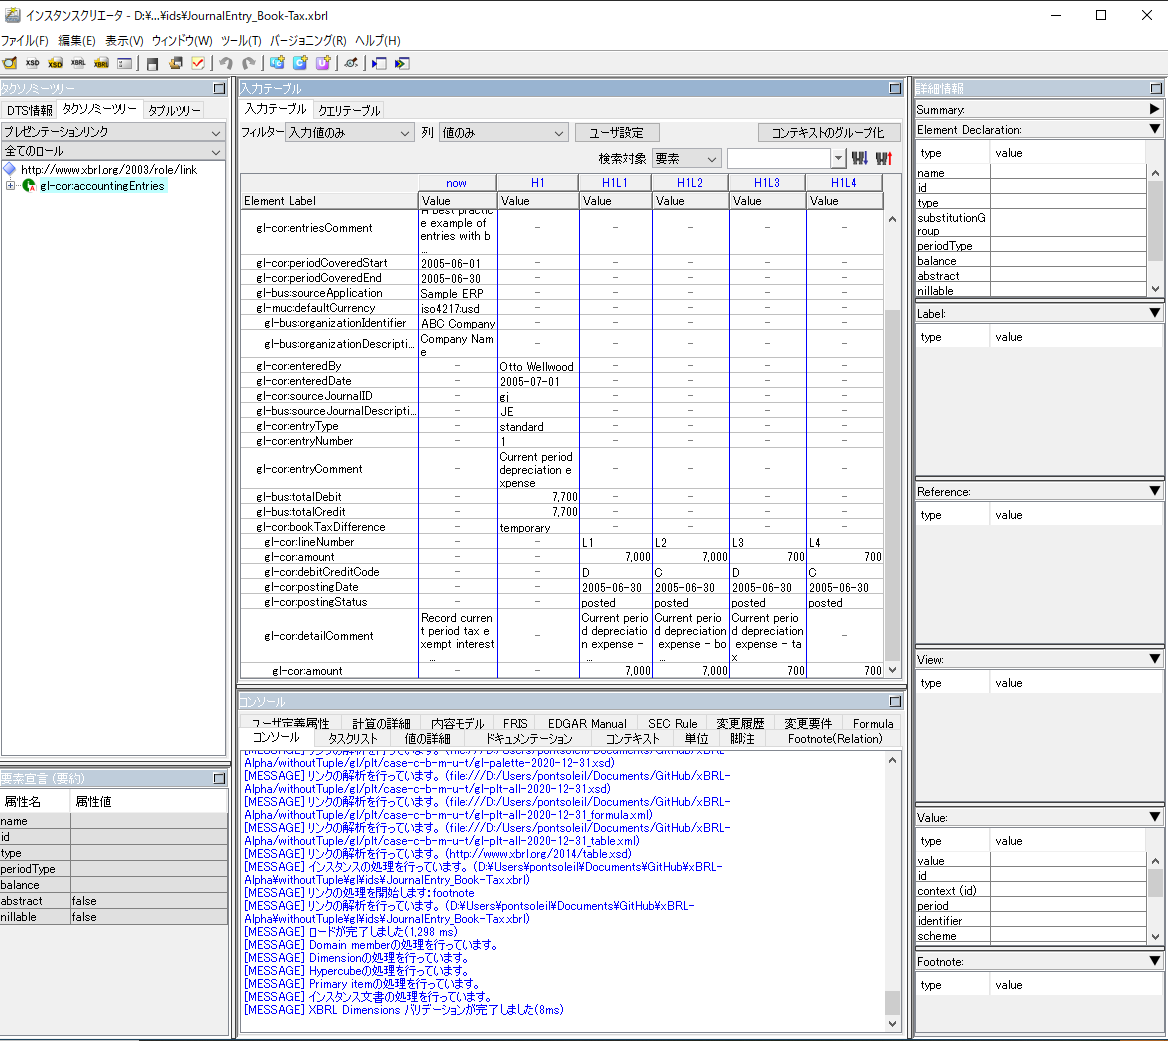 インスタンスクリエータ - D:¥...¥ids¥JournalEntry_Book-Tax.xbrl
ファイル(F) 編集(E) 表示(V) ウィンドウ(W) ツール(T) バージョニング(R) ヘルプ(H)
タクソノミーツリー
DTS情報 タクソノミーツリー タプルツリー
プレゼンテーションリンク
全てのロール
http://www.xbrl.org/2003/role/link
gl-cor:accountingEntries
要素宣言 (要約)
属性名 属性値
name
id
type
periodType
balance
abstract false
nillable false
入力テーブル
入力テーブル クエリテーブル
フィルター 入力値のみ 列 値のみ ユーザ設定 コンテキストのグループ化
検索対象 要素
now H1 H1L1 H1L2 H1L3 H1L4
Element Label Value Value Value Value Value Value
gl-cor:entriesComment A best practic e example of entries with b ... - - - - -
gl-cor:periodCoveredStart 2005-06-01 - - - - -
gl-cor:periodCoveredEnd 2005-06-30 - - - - -
gl-bus:sourceApplication Sample ERP - - - - -
gl-muc:defaultCurrency iso4217:usd - - - - -
gl-bus:organizationIdentifier ABC Company - - - - -
gl-bus:organizationDescripti... Company Nam e - - - - -
gl-cor:enteredBy - Otto Wellwood - - - -
gl-cor:enteredDate - 2005-07-01 - - - -
gl-cor:sourceJournalID - gj - - - -
gl-bus:sourceJournalDescripti... - JE - - - -
gl-cor:entryType - standard - - - -
gl-cor:entryNumber - 1 - - - -
gl-cor:entryComment - Current period depreciation e xpense - - - -
gl-bus:totalDebit - 7,700 - - - -
gl-bus:totalCredit - 7,700 - - - -
gl-cor:bookTaxDifference - temporary - - - -
gl-cor:lineNumber - - L1 L2 L3 L4
gl-cor:amount - - 7,000 7,000 700 700
gl-cor:debitCreditCode - - D C D C
gl-cor:postingDate - - 2005-06-30 2005-06-30 2005-06-30 2005-06-30
gl-cor:postingStatus - - posted posted posted posted
gl-cor:detailComment Record curren t period tax e xempt interest ... - Current perio d depreciatio n expense - ... Current perio d depreciation expense - bo ... Current perio d depreciation expense - ta x -
gl-cor:amount - - 7,000 7,000 700 700
コンソール
ユーザ定義属性 計算の詳細 内容モデル FRIS EDGAR Manual SEC Rule 変更履歴 変更要件 Formula
コンソール タスクリスト 値の詳細 ドキュメンテーション コンテキスト 単位 脚注 Footnote(Relation)
[MESSAGE] リンクの解析を行っています。(file:///D:/Users/pontsoleil/Documents/GitHub/xBRL-
Alpha/withoutTuple/gl/plt/case-c-b-m-u-t/gl-palette-2020-12-31.xsd)
[MESSAGE] リンクの解析を行っています。(file:///D:/Users/pontsoleil/Documents/GitHub/xBRL-
Alpha/withoutTuple/gl/plt/case-c-b-m-u-t/gl-plt-all-2020-12-31.xsd)
[MESSAGE] リンクの解析を行っています。(file:///D:/Users/pontsoleil/Documents/GitHub/xBRL-
Alpha/withoutTuple/gl/plt/case-c-b-m-u-t/gl-plt-all-2020-12-31_formula.xml)
[MESSAGE] リンクの解析を行っています。(file:///D:/Users/pontsoleil/Documents/GitHub/xBRL-
Alpha/withoutTuple/gl/plt/case-c-b-m-u-t/gl-plt-all-2020-12-31_table.xml)
[MESSAGE] リンクの解析を行っています。(http://www.xbrl.org/2014/table.xsd)
[MESSAGE] インスタンスの処理を行っています。(D:¥Users¥pontsoleil¥Documents¥GitHub¥xBRL-
Alpha¥withoutTuple¥gl¥ids¥JournalEntry_Book-Tax.xbrl)
[MESSAGE] リンクの処理を開始します:footnote
[MESSAGE] リンクの解析を行っています。(D:¥Users¥pontsoleil¥Documents¥GitHub¥xBRL-
Alpha¥withoutTuple¥gl¥ids¥JournalEntry_Book-Tax.xbrl)
[MESSAGE] ロードが完了しました(1,298 ms)
[MESSAGE] Domain memberの処理を行っています。
[MESSAGE] Dimensionの処理を行っています。
[MESSAGE] Hypercubeの処理を行っています。
[MESSAGE] Primary itemの処理を行っています。
[MESSAGE] インスタンス文書の処理を行っています。
[MESSAGE] XBRL Dimensions バリデーションが完了しました(8ms)
詳細情報
Summary:
Element Declaration:
type value
name
id
type
substitutionG
roup
periodType
balance
abstract
nillable
Label:
type value
Reference:
type value
View:
type value
Value:
type value
value
id
context (id)
period
identifier
scheme
Footnote:
type value